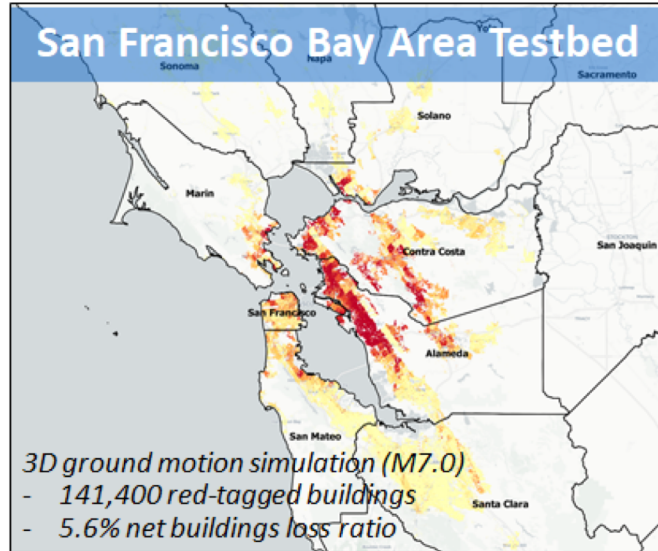 San Francisco Bay Area Testbed
Napa
Yolo
Sonoma
Sacramento
Solano
Marin
STOCKTON
San Joaquin
Contra Costa
San Francisco
Alameda
San Mateo
3D ground motion simulation (M7.0)
- 141,400 red-tagged buildings
- 5.6% net buildings loss ratio
Santa Clara